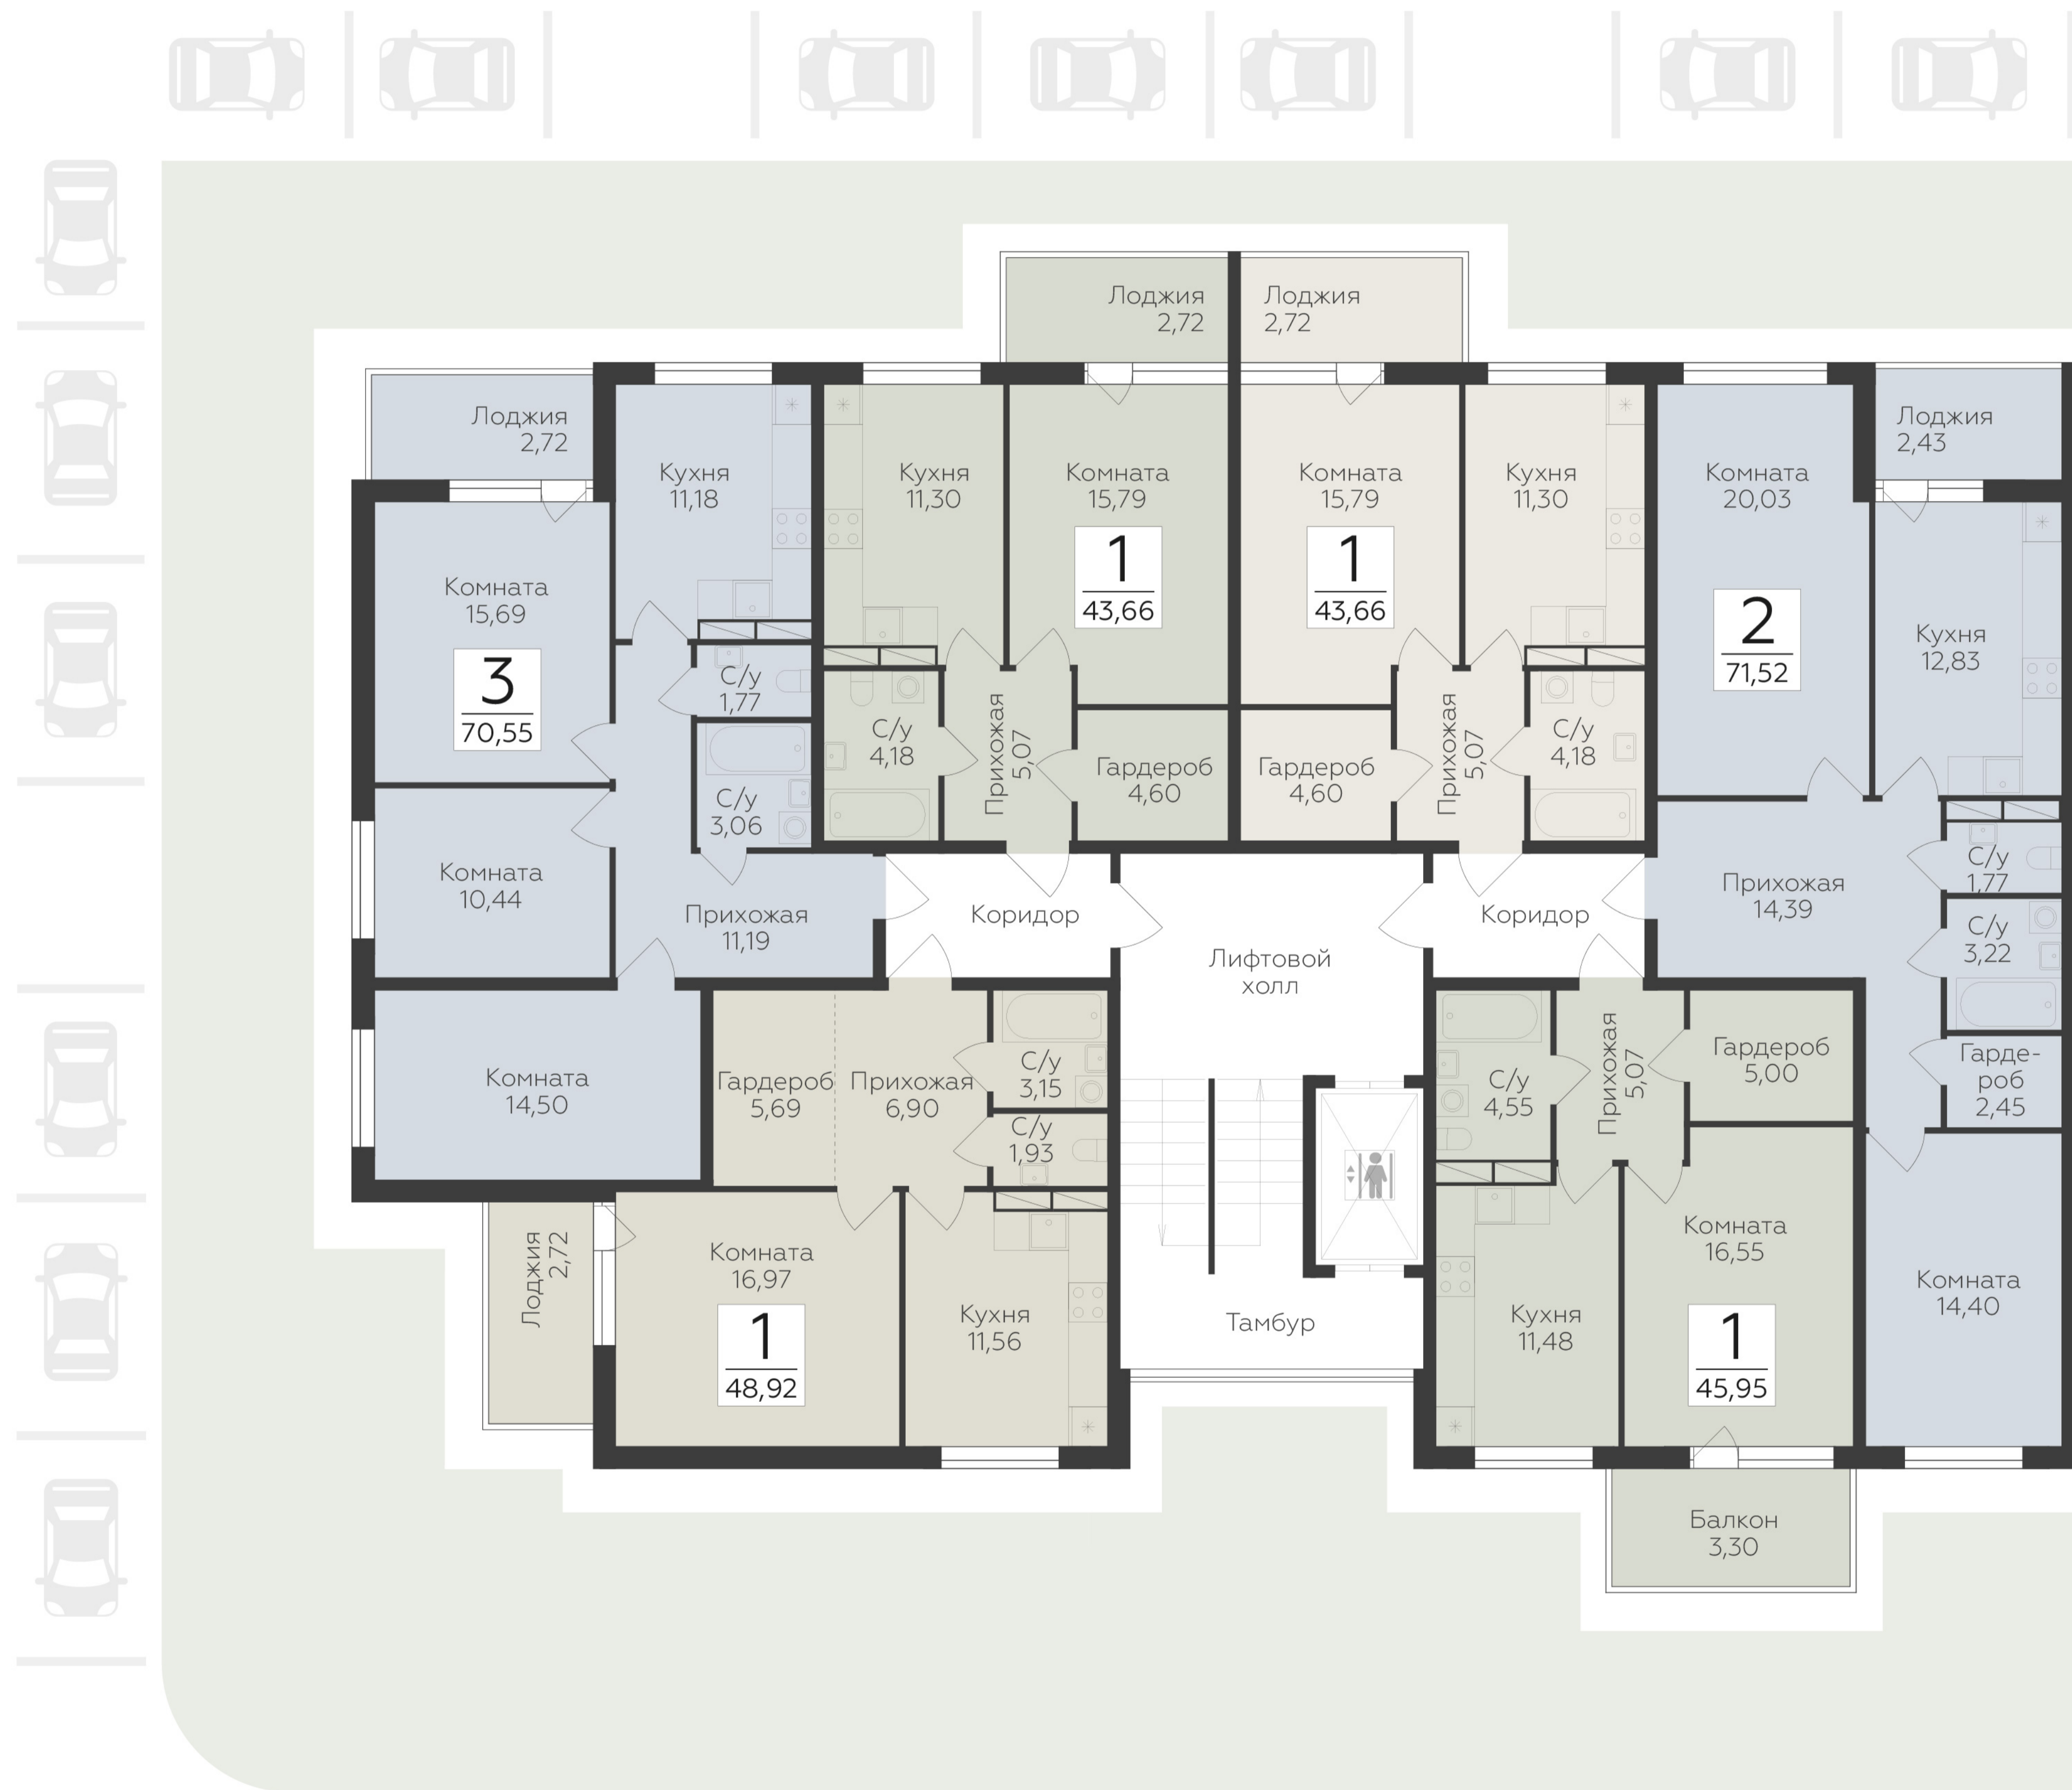 Лоджия
2,72
Лоджия
2,72
Лоджия
2,72
Кухня
11,18
Кухня
11,30
Комната
15,79
1
43,66
Комната
15,79
1
43,66
Кухня
11,30
Комната
20,03
2
71,52
Лоджия
2,43
Кухня
12,83
Комната
15,69
3
70,55
С/у
1,77
С/у
3,06
С/у
4,18
Прихожая
5,07
Гардероб
4,60
Гардероб
4,60
Прихожая
5,07
С/у
4,18
Комната
10,44
Прихожая
11,19
Коридор
Лифтовой
холл
Коридор
Прихожая
14,39
С/у
1,77
С/у
3,22
Гарде-
роб
2,45
Комната
14,50
Гардероб
5,69
Прихожая
6,90
С/у
3,15
С/у
1,93
С/у
4,55
Прихожая
5,07
Гардероб
5,00
Лоджия
2,72
Комната
16,97
1
48,92
Кухня
11,56
Тамбур
Кухня
11,48
Комната
16,55
1
45,95
Комната
14,40
Балкон
3,30